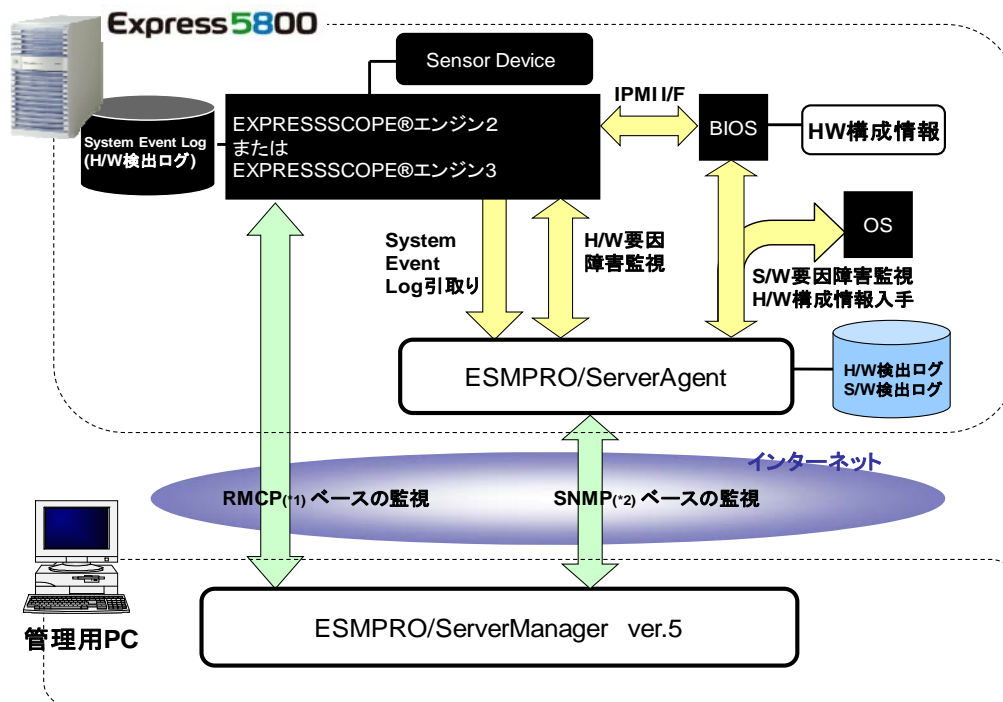 Express5800
Sensor Device
System Event Log
(H/W検出ログ)
EXPRESSSCOPE®エンジン2
または
EXPRESSSCOPE®エンジン3
IPMI I/F
BIOS
HW構成情報
OS
System
Event
Log引取り
H/W要因
障害監視
S/W要因障害監視
H/W構成情報入手
ESMPRO/ServerAgent
H/W検出ログ
S/W検出ログ
インターネット
RMCP(*1) ベースの監視
SNMP(*2) ベースの監視
管理用PC
ESMPRO/ServerManager ver.5